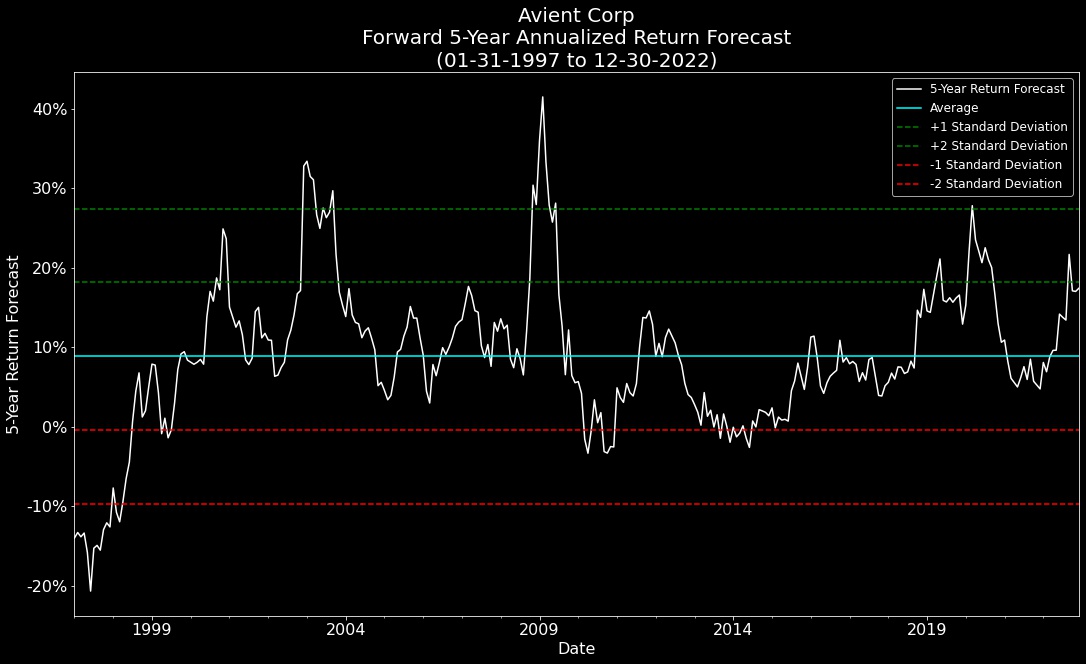 Avient Corp
Forward 5-Year Annualized Return Forecast
(01-31-1997 to 12-30-2022)
5-Year Return Forecast
Average
+1 Standard Deviation
+2 Standard Deviation
-1 Standard Deviation
-2 Standard Deviation
5-Year Return Forecast
40%
30%
20%
10%
0%
-10%
-20%
1999
2004
2009
2014
2019
Date